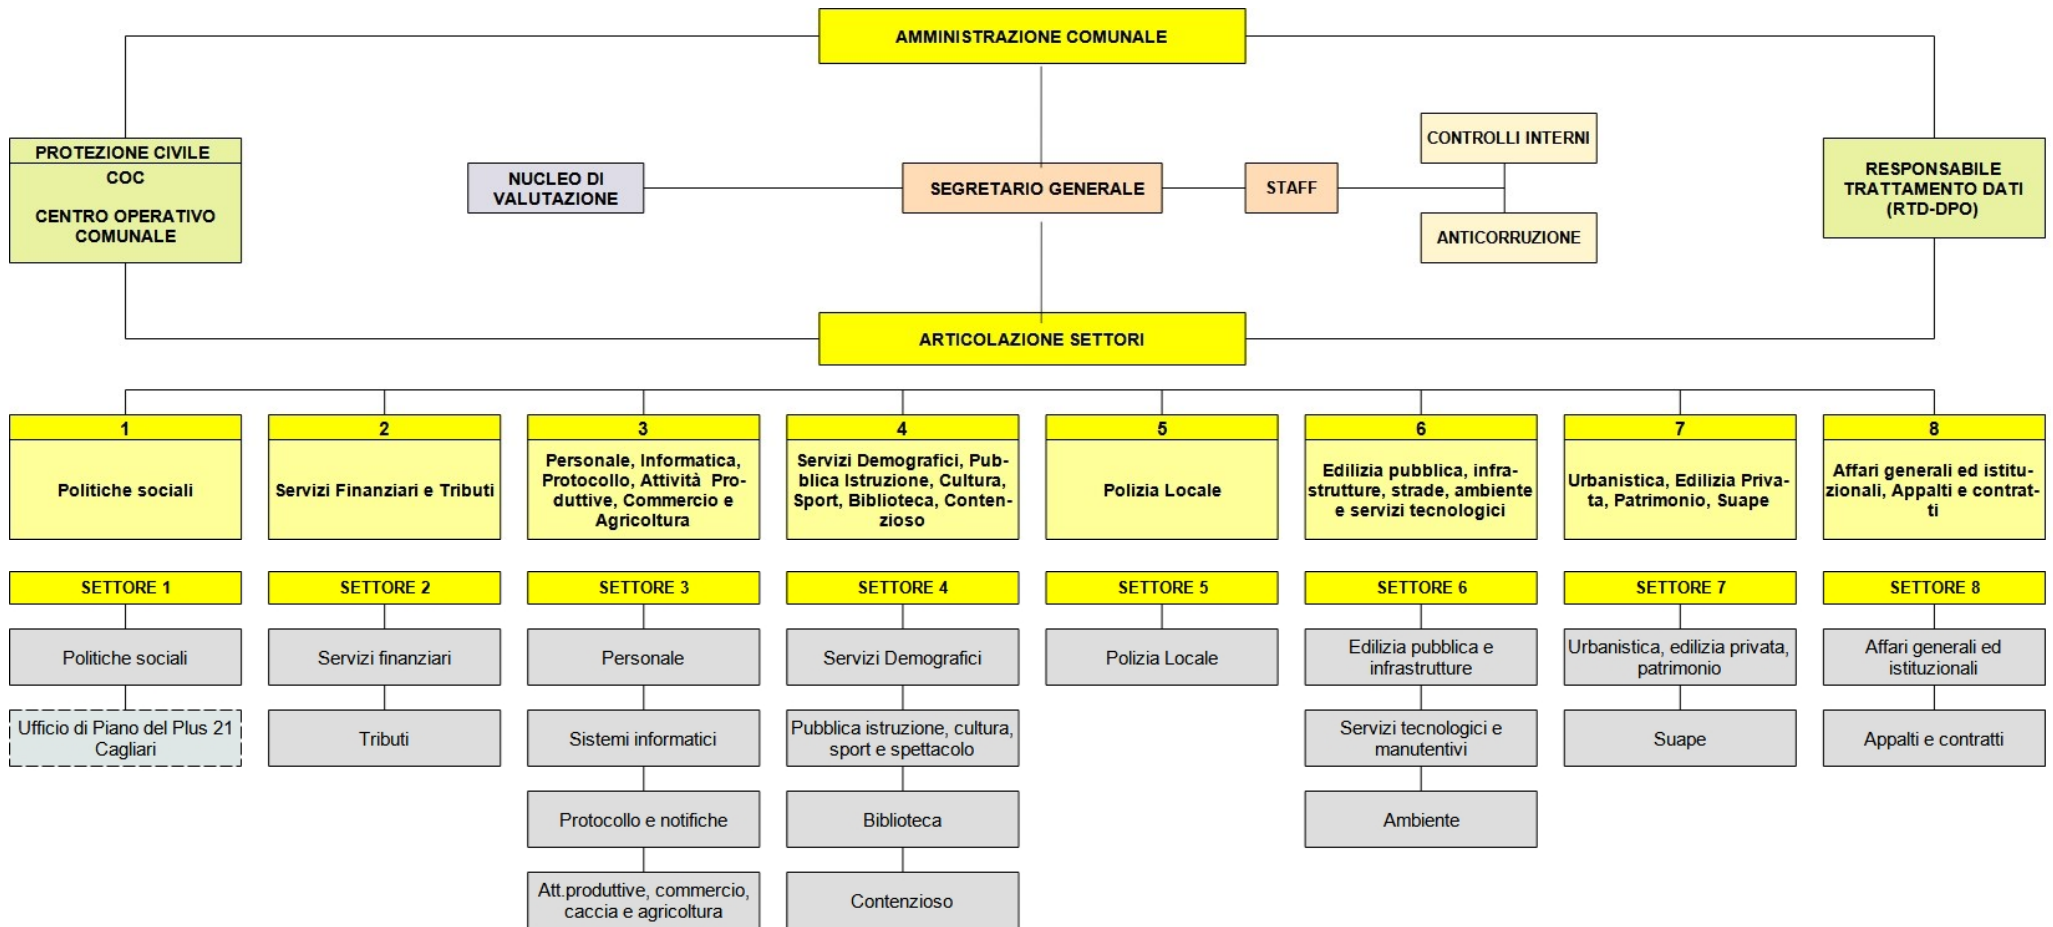 AMMINISTRAZIONE COMUNALE
PROTEZIONE CIVILE
COC
CENTRO OPERATIVO
COMUNALE
NUCLEO DI
VALUTAZIONE
SEGRETARIO GENERALE
STAFF
CONTROLLI INTERNI
ANTICORRUZIONE
RESPONSABILE
TRATTAMENTO DATI
(RTD-DPO)
ARTICOLAZIONE SETTORI
1
Politiche sociali
2
Servizi Finanziari e Tributi
3
Personale, Informatica,
Protocollo, Attività Pro-
duttive, Commercio e
Agricoltura
4
Servizi Demografici, Pub-
blica Istruzione, Cultura,
Sport, Biblioteca, Conten-
zioso
5
Polizia Locale
6
Edilizia pubblica, infra-
strutture, strade, ambiente
e servizi tecnologici
7
Urbanistica, Edilizia Priva-
ta, Patrimonio, Suape
8
Affari generali ed istitu-
zionali, Appalti e contrat-
ti
SETTORE 1
Politiche sociali
Ufficio di Piano del Plus 21
Cagliari
SETTORE 2
Servizi finanziari
Tributi
SETTORE 3
Personale
Sistemi informatici
Protocollo e notifiche
Att.produttive, commercio,
caccia e agricoltura
SETTORE 4
Servizi Demografici
Pubblica istruzione, cultura,
sport e spettacolo
Biblioteca
Contenzioso
SETTORE 5
Polizia Locale
SETTORE 6
Edilizia pubblica e
infrastrutture
Servizi tecnologici e
manutentivi
Ambiente
SETTORE 7
Urbanistica, edilizia privata,
patrimonio
Suape
SETTORE 8
Affari generali ed
istituzionali
Appalti e contratti